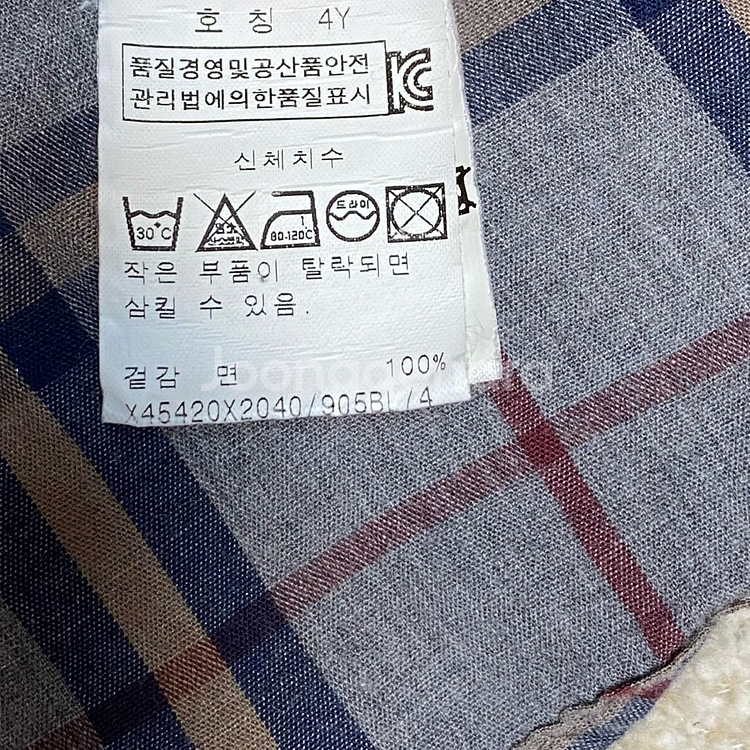 호 칭 4Y
품질경영및공산품안전
관리법에의한품질표시
신체치수
30°C
80-120°C
드라이
작은 부품이 탈락되면
삼킬 수 있음.
겉감 면 100%
X45420X2040/905BL/4